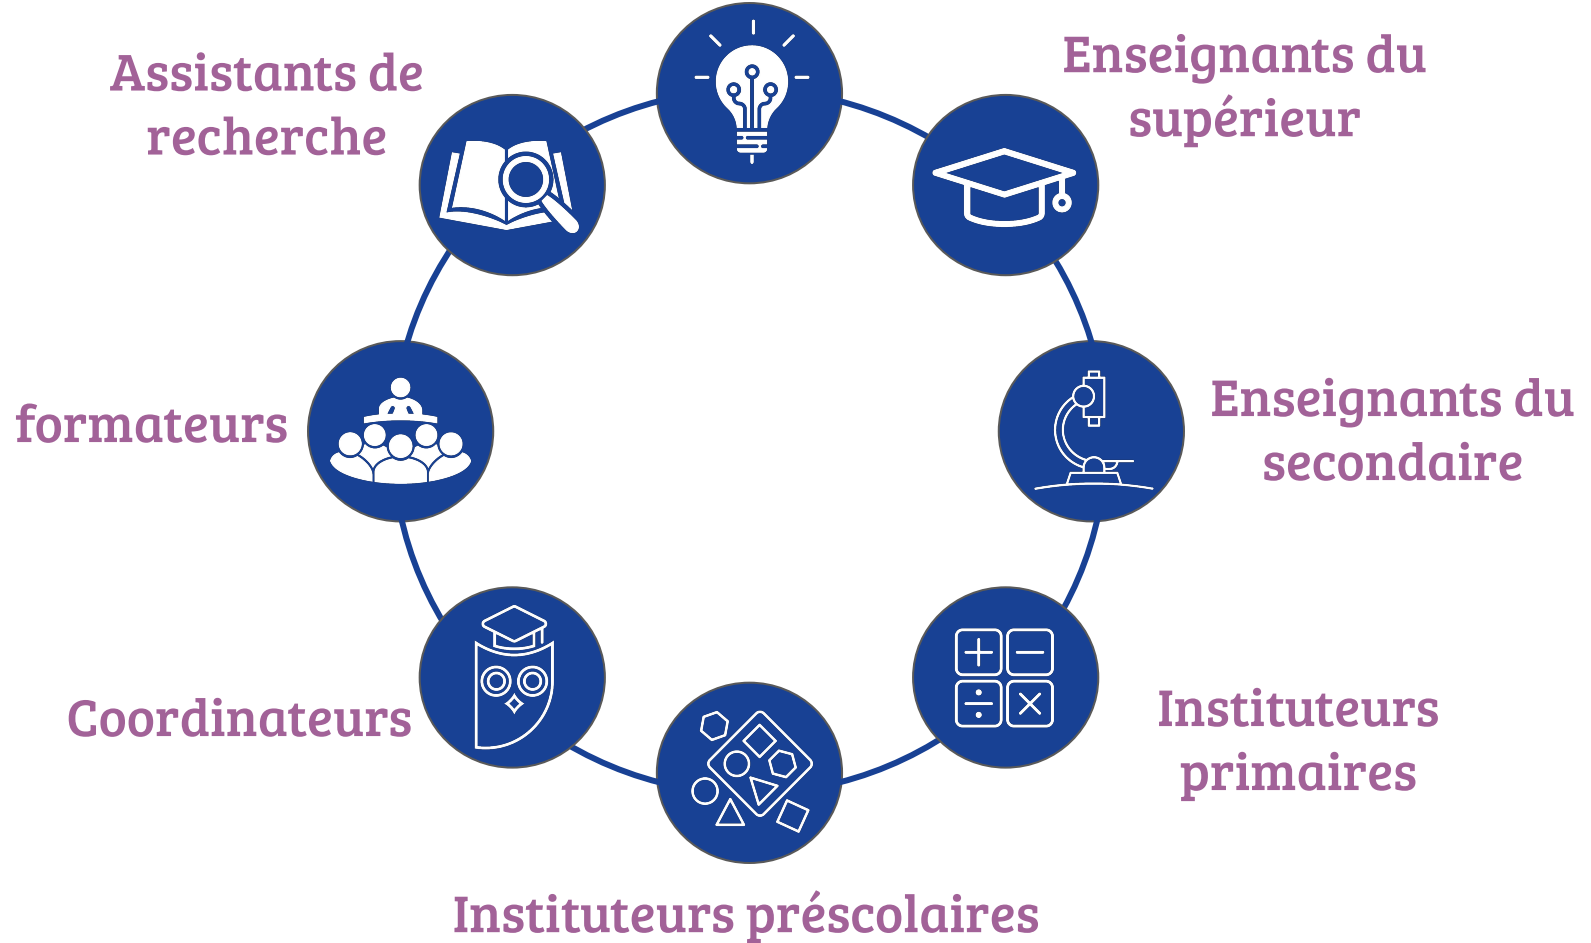 Assistants de
recherche
Enseignants du
supérieur
formateurs
Enseignants du
secondaire
Coordinateurs
Instituteurs
primaires
Instituteurs préscolaires